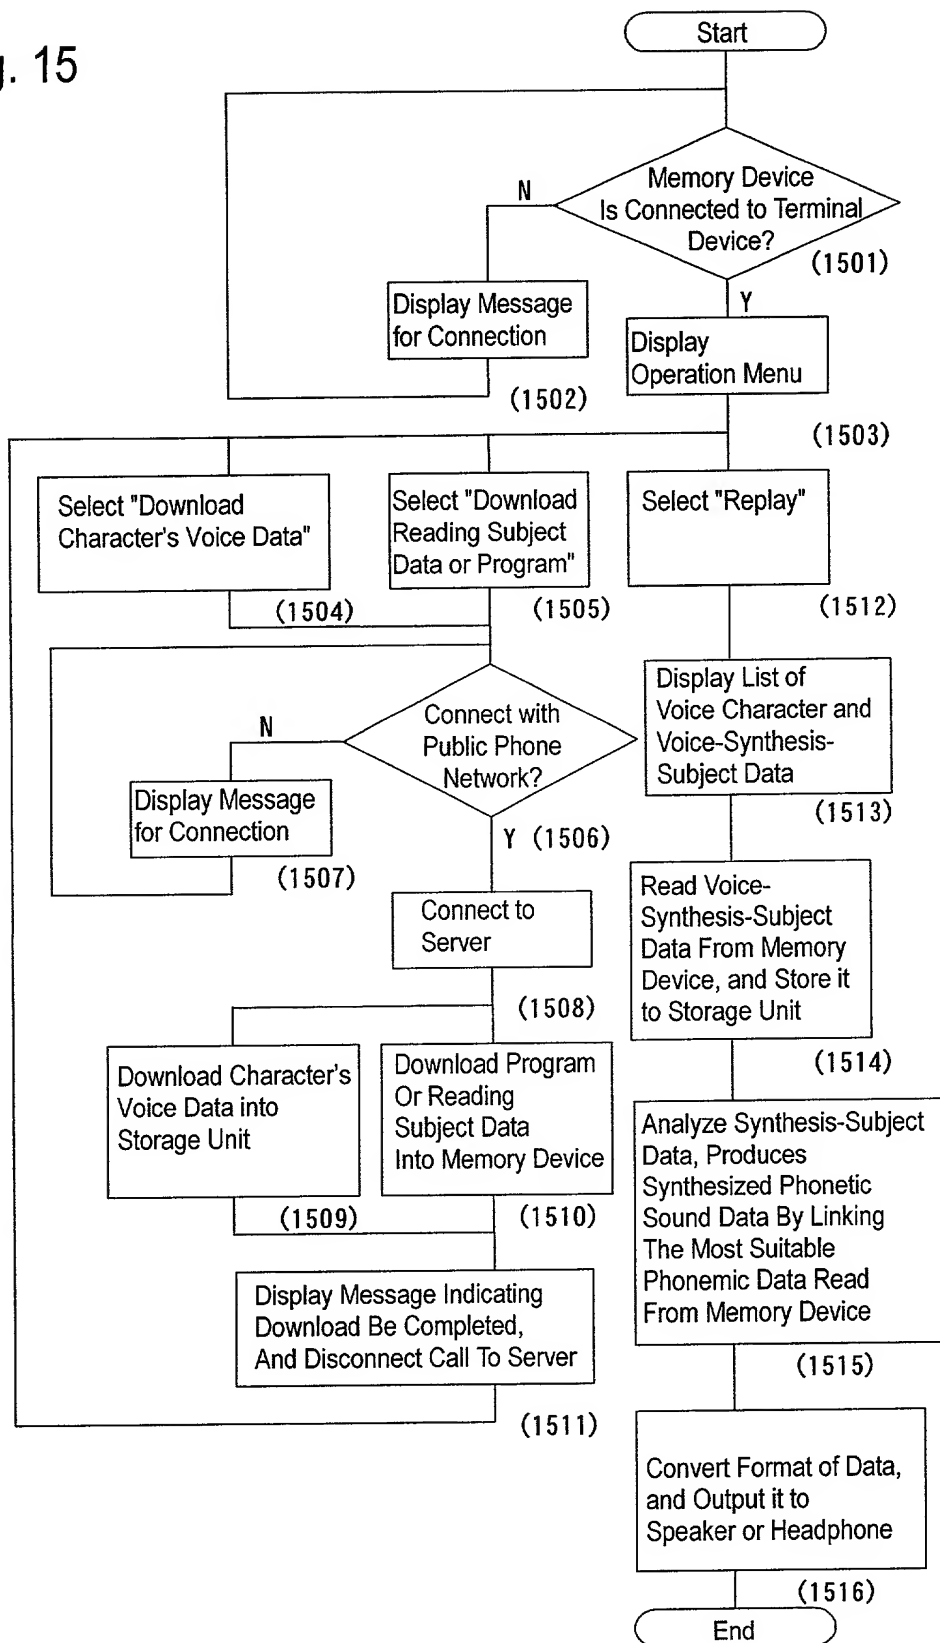 g. 15
Start
Memory Device
Is Connected to Terminal
Device?
(1501)
N
Y
Display Message
for Connection
(1502)
Display
Operation Menu
(1503)
Select "Download
Character's Voice Data"
(1504)
Select "Download
Reading Subject
Data or Program"
(1505)
Select "Replay"
(1512)
Connect with
Public Phone
Network?
N
Y (1506)
Display Message
for Connection
(1507)
Display List of
Voice Character and
Voice-Synthesis-
Subject Data
(1513)
Connect to
Server
(1508)
Read Voice-
Synthesis-Subject
Data From Memory
Device, and Store it
to Storage Unit
(1514)
Download Character's
Voice Data into
Storage Unit
(1509)
Download Program
Or Reading
Subject Data
Into Memory Device
(1510)
Analyze Synthesis-Subject
Data, Produces
Synthesized Phonetic
Sound Data By Linking
The Most Suitable
Phonemic Data Read
From Memory Device
(1515)
Display Message Indicating
Download Be Completed,
And Disconnect Call To Server
(1511)
Convert Format of Data,
and Output it to
Speaker or Headphone
(1516)
End